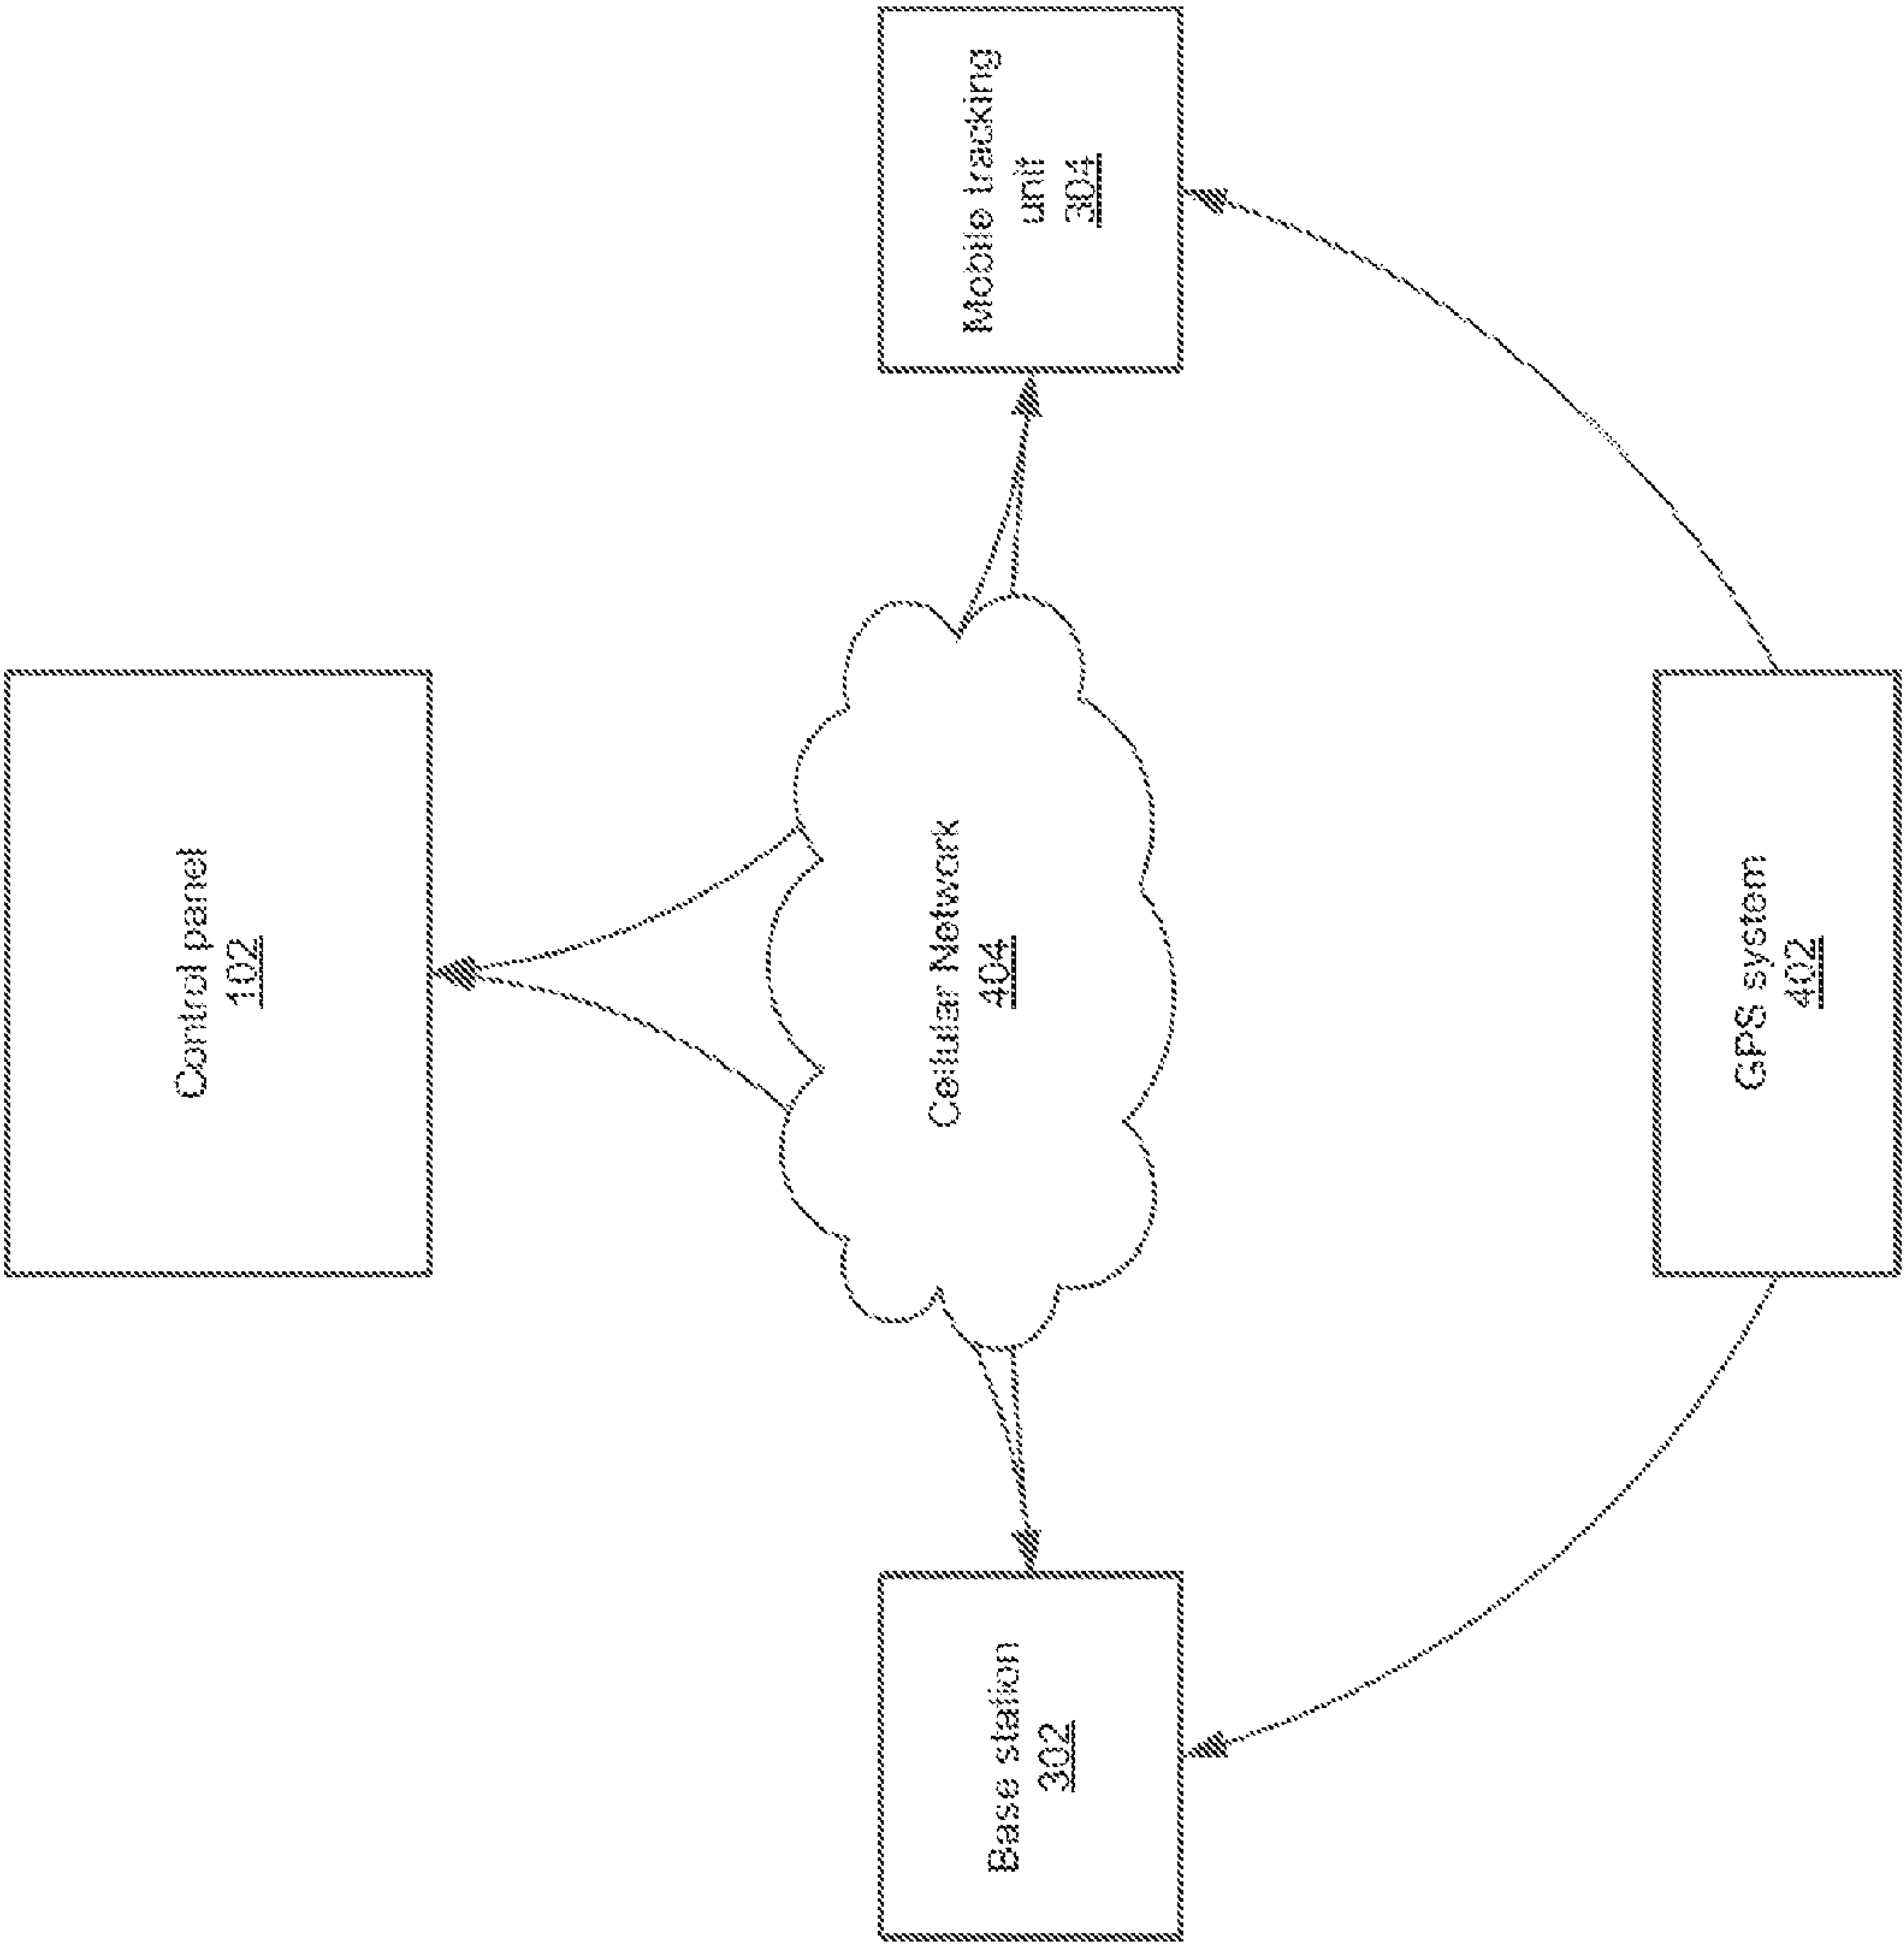 Control panel
102
Base station
302
Cellular Network
404
Mobile tracking
unit
304
GPS system
402